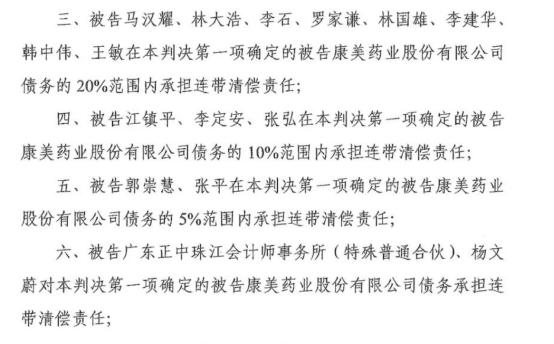 三、被告马汉耀、林大浩、李石、罗家谦、林国雄、李建华、
韩中伟、王敏在本判决第一项确定的被告康美药业股份有限公司
债务的 20%范围内承担连带清偿责任；
四、被告江镇平、李定安、张弘在本判决第一项确定的被告
康美药业股份有限公司债务的 10%范围内承担连带清偿责任；
五、被告郭崇慧、张平在本判决第一项确定的被告康美药业
股份有限公司债务的 5%范围内承担连带清偿责任；
六、被告广东正中珠江会计师事务所（特殊普通合伙）、杨文
蔚对本判决第一项确定的被告康美药业股份有限公司债务承担连
带清偿责任；